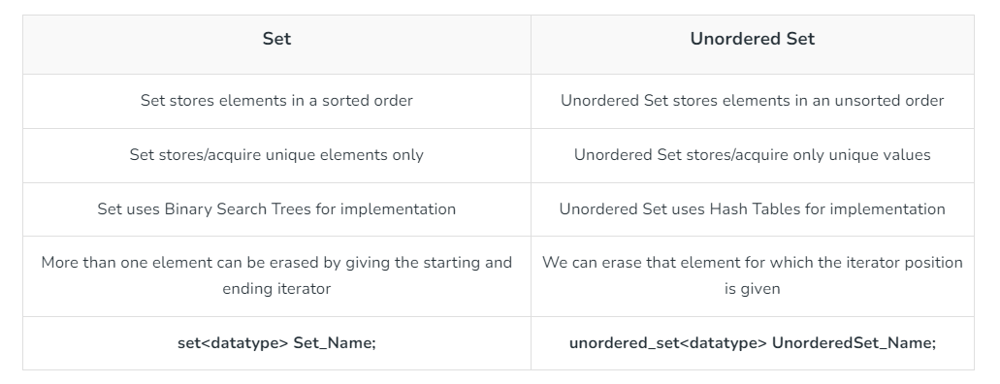 Set
Unordered Set
Set stores elements in a sorted order
Unordered Set stores elements in an unsorted order
Set stores/acquire unique elements only
Unordered Set stores/acquire only unique values
Set uses Binary Search Trees for implementation
Unordered Set uses Hash Tables for implementation
More than one element can be erased by giving the starting and
ending iterator
We can erase that element for which the iterator position
is given
set<datatype> Set_Name;
unordered_set<datatype> UnorderedSet_Name;